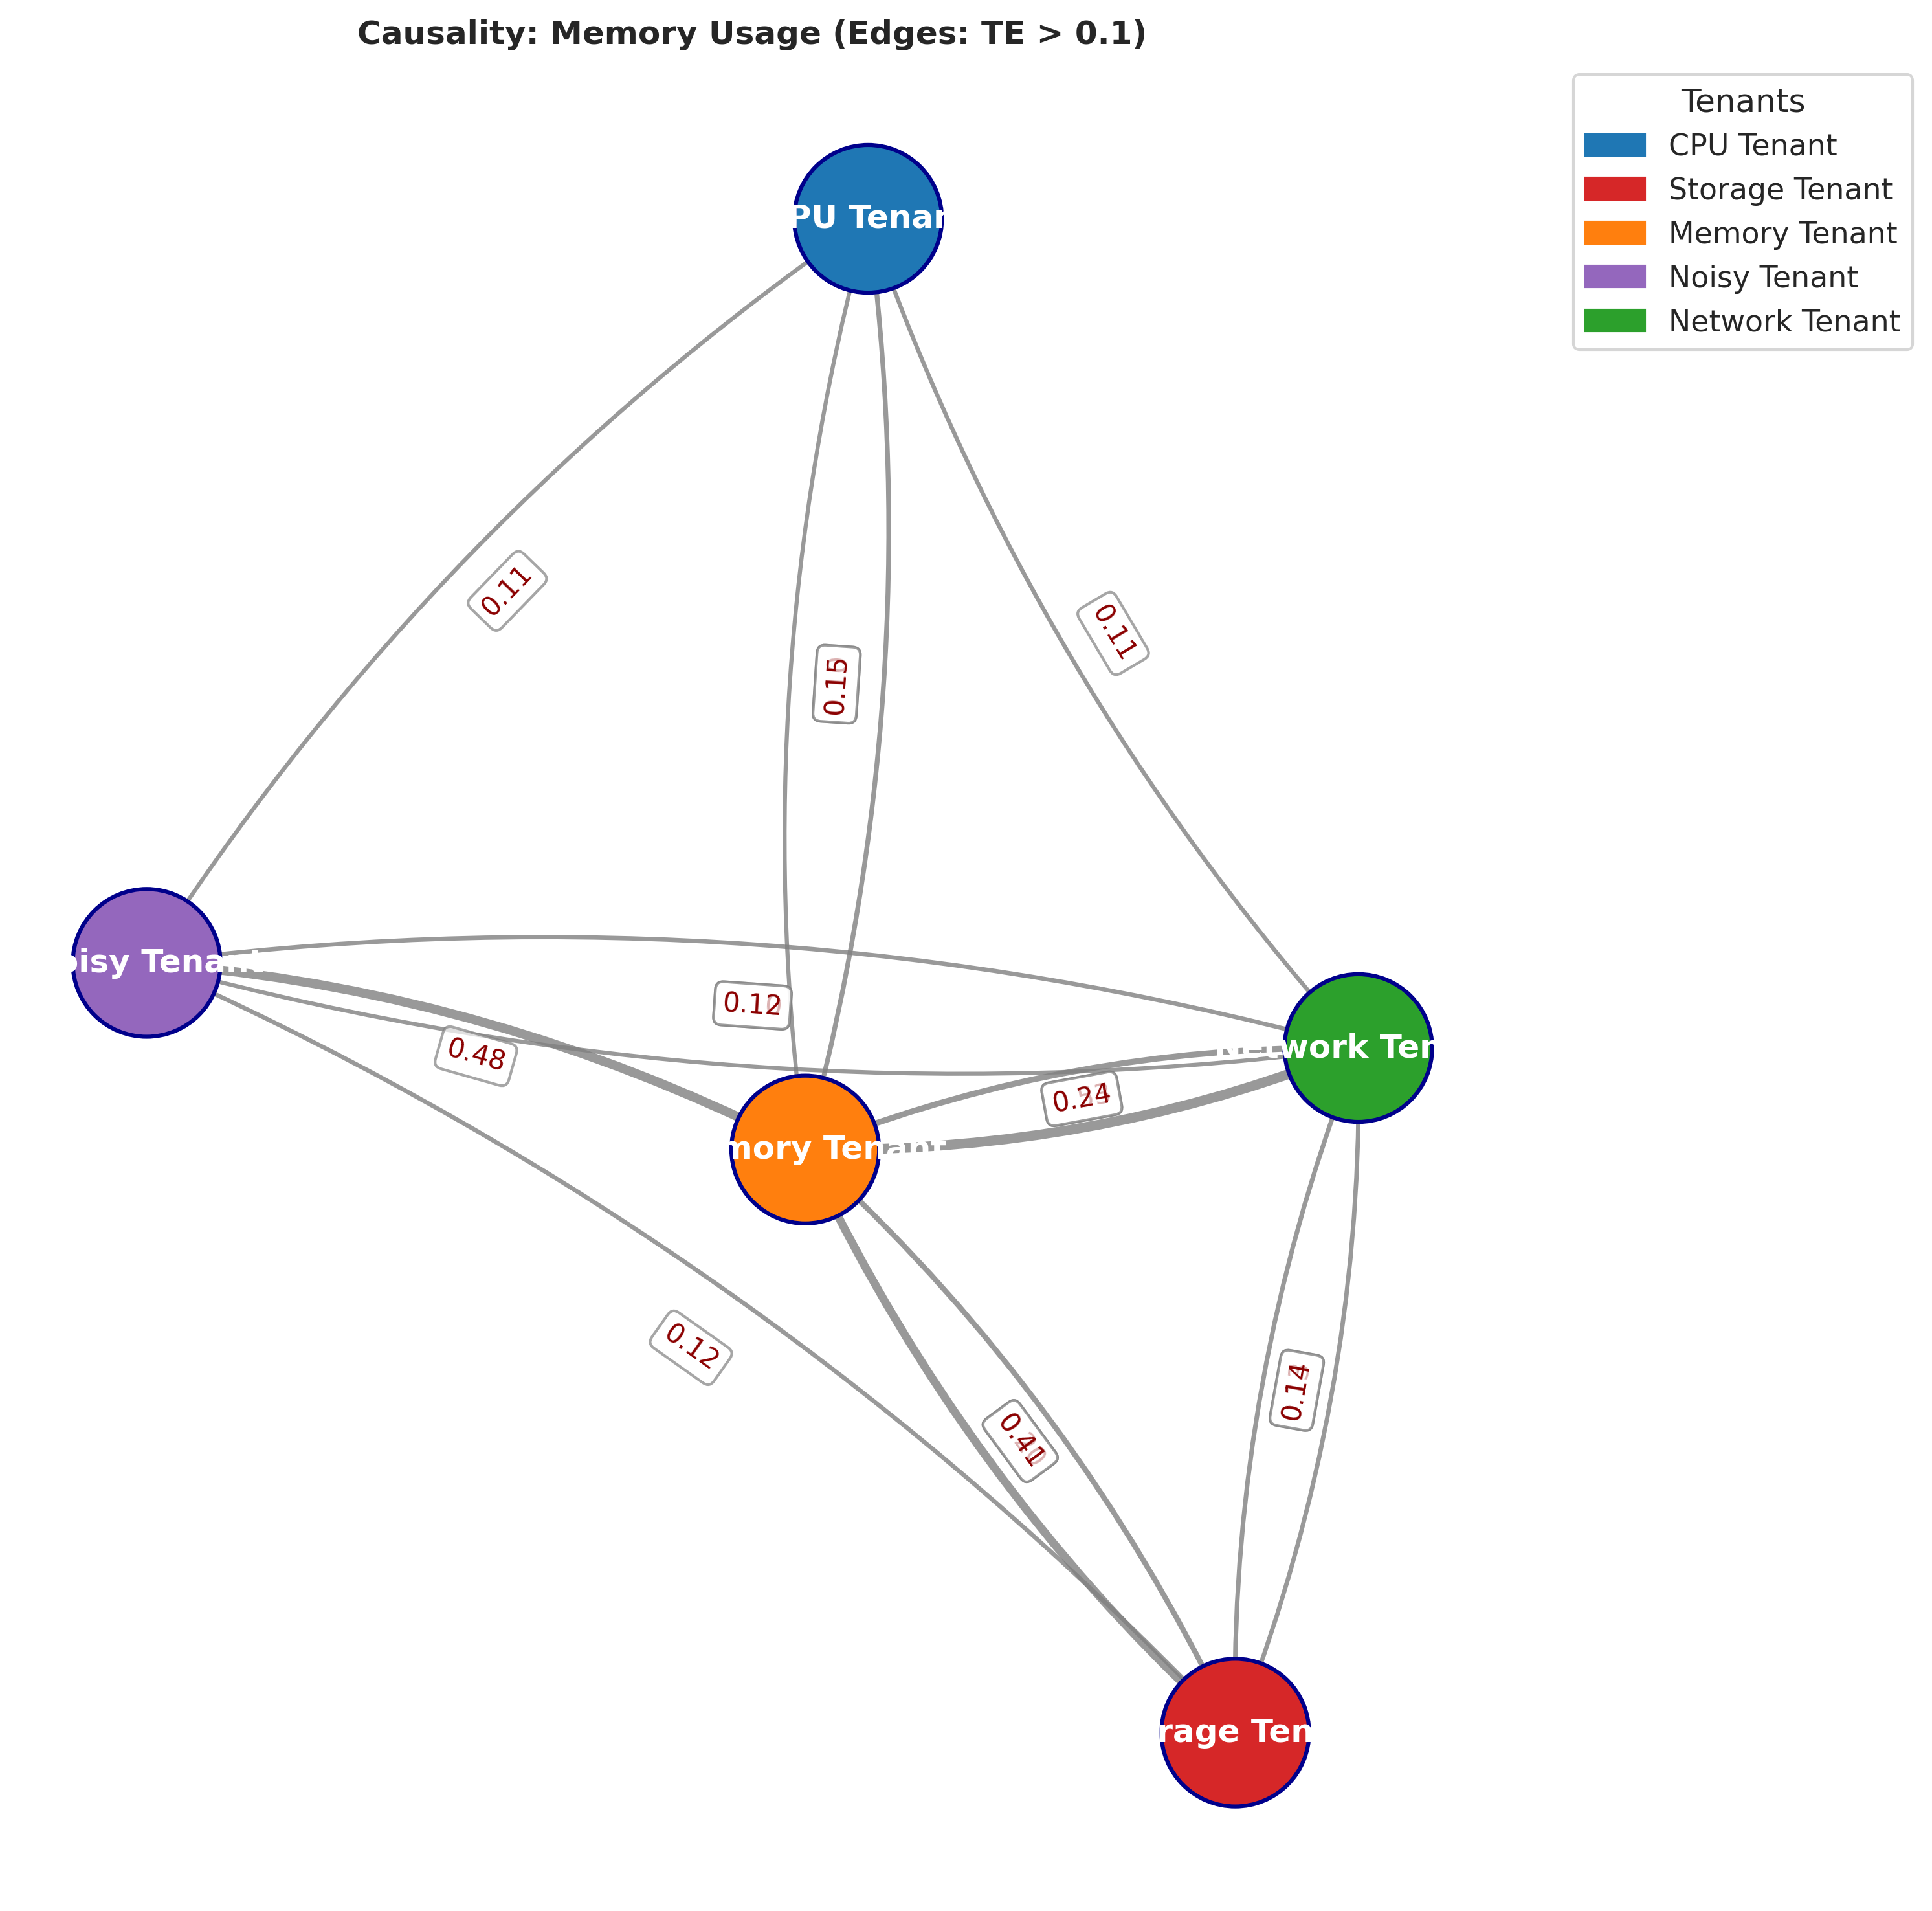 Causality: Memory Usage (Edges: TE > 0.1)
Tenants
CPU Tenant
Storage Tenant
Memory Tenant
Noisy Tenant
Network Tenant
PU Tenan
0.11
0.11
0.15
oisy Tenant
0.12
0.48
work Ten
0.24
mory Tenant
0.12
0.41
0.14
rage Ten